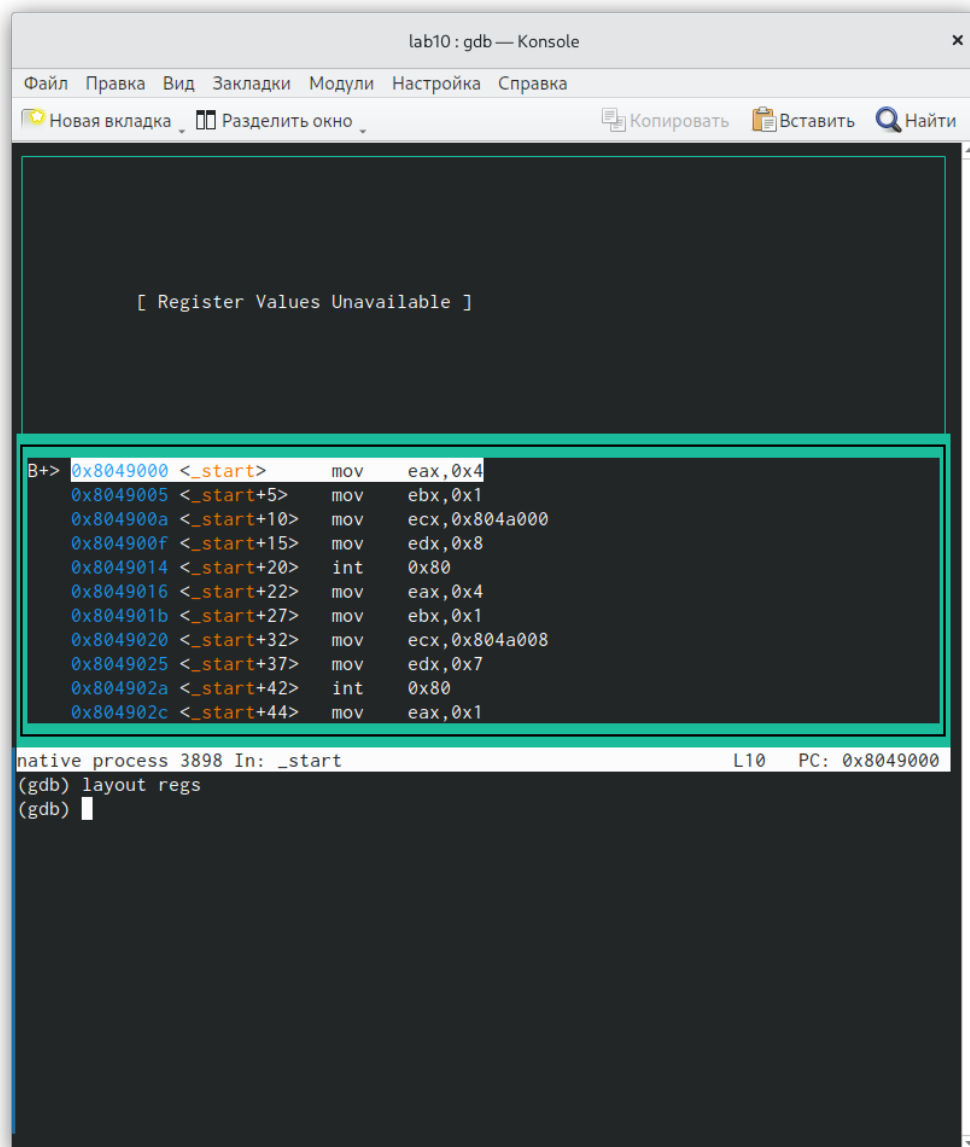 lab10 : gdb — Konsole
Файл Правка Вид Закладки Модули Настройка Справка
Новая вкладка Разделить окно Копировать Вставить Найти
[ Register Values Unavailable ]
B+> 0x8049000 <_start> mov eax,0x4
0x8049005 <_start+5> mov ebx,0x1
0x804900a <_start+10> mov ecx,0x804a000
0x804900f <_start+15> mov edx,0x8
0x8049014 <_start+20> int 0x80
0x8049016 <_start+22> mov eax,0x4
0x804901b <_start+27> mov ebx,0x1
0x8049020 <_start+32> mov ecx,0x804a008
0x8049025 <_start+37> mov edx,0x7
0x804902a <_start+42> int 0x80
0x804902c <_start+44> mov eax,0x1
native process 3898 In: _start L10 PC: 0x8049000
(gdb) layout regs
(gdb)